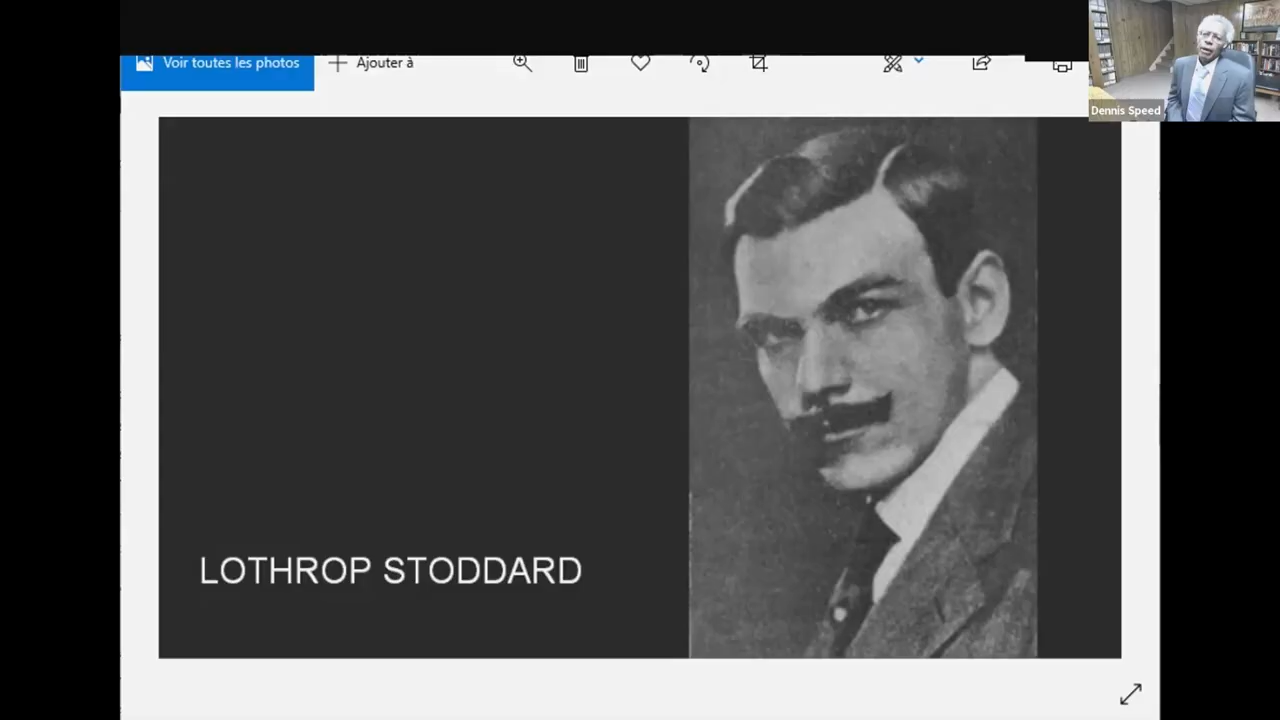 Voir toutes les photos
Ajouter à
Dennis Speed
LOTHROP STODDARD